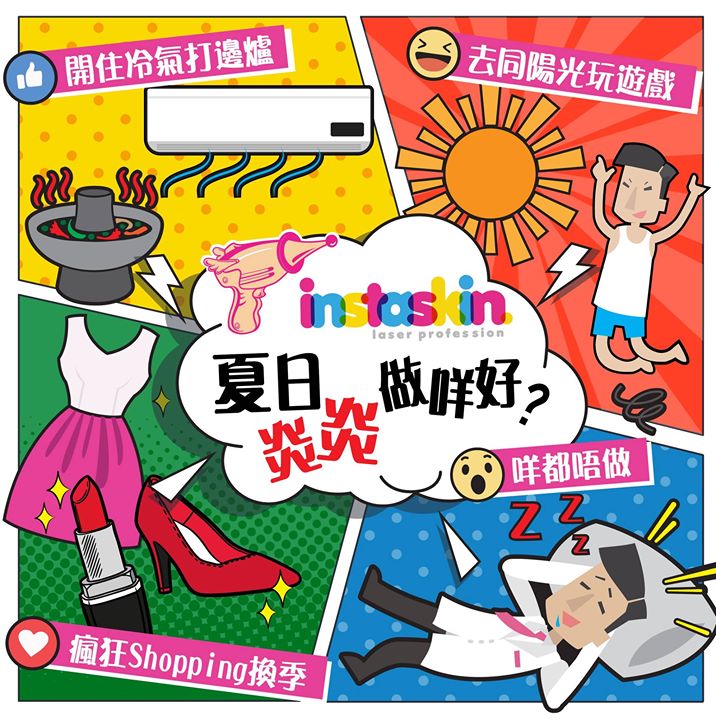 開住冷氣打邊爐
去同陽光玩遊戲
instaskin.
laser profession
夏日炎炎做咩好?
咩都唔做
Z Z Z
瘋狂Shopping換季